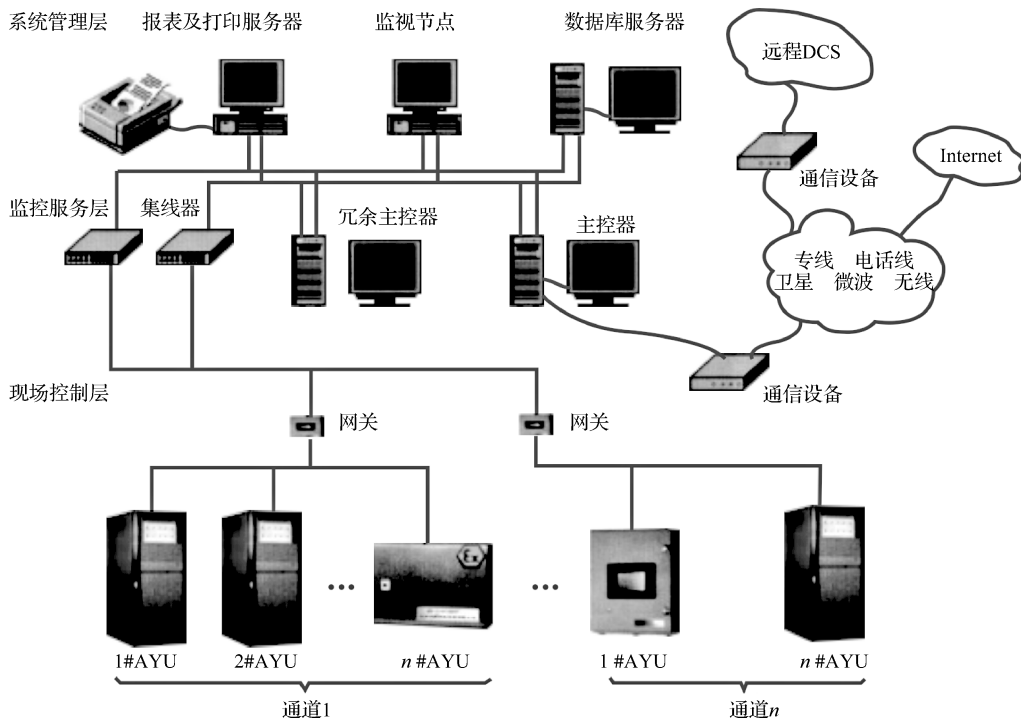 系统管理层 报表及打印服务器 监视节点 数据库服务器
远程DCS
Internet
通信设备
监控服务层 集线器 冗余主控器 主控器
专线 电话线
卫星 微波 无线
通信设备
现场控制层
网关 网关
Ex
... ...
1#AYU 2#AYU n #AYU 1 #AYU n #AYU
通道1 通道n